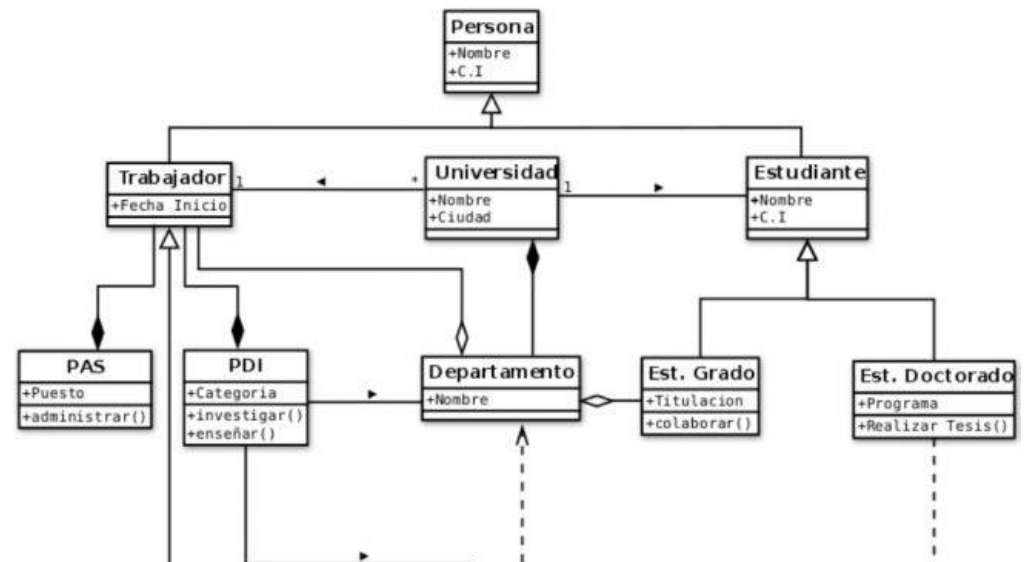 Persona
+Nombre
+C.I
Trabajador
+Fecha Inicio
1
*
Universidad
+Nombre
+Ciudad
1
Estudiante
+Nombre
+C.I
PAS
+Puesto
+administrar()
PDI
+Categoria
+investigar()
+enseñar()
Departamento
+Nombre
Est. Grado
+Titulacion
+colaborar()
Est. Doctorado
+Programa
+Realizar Tesis()